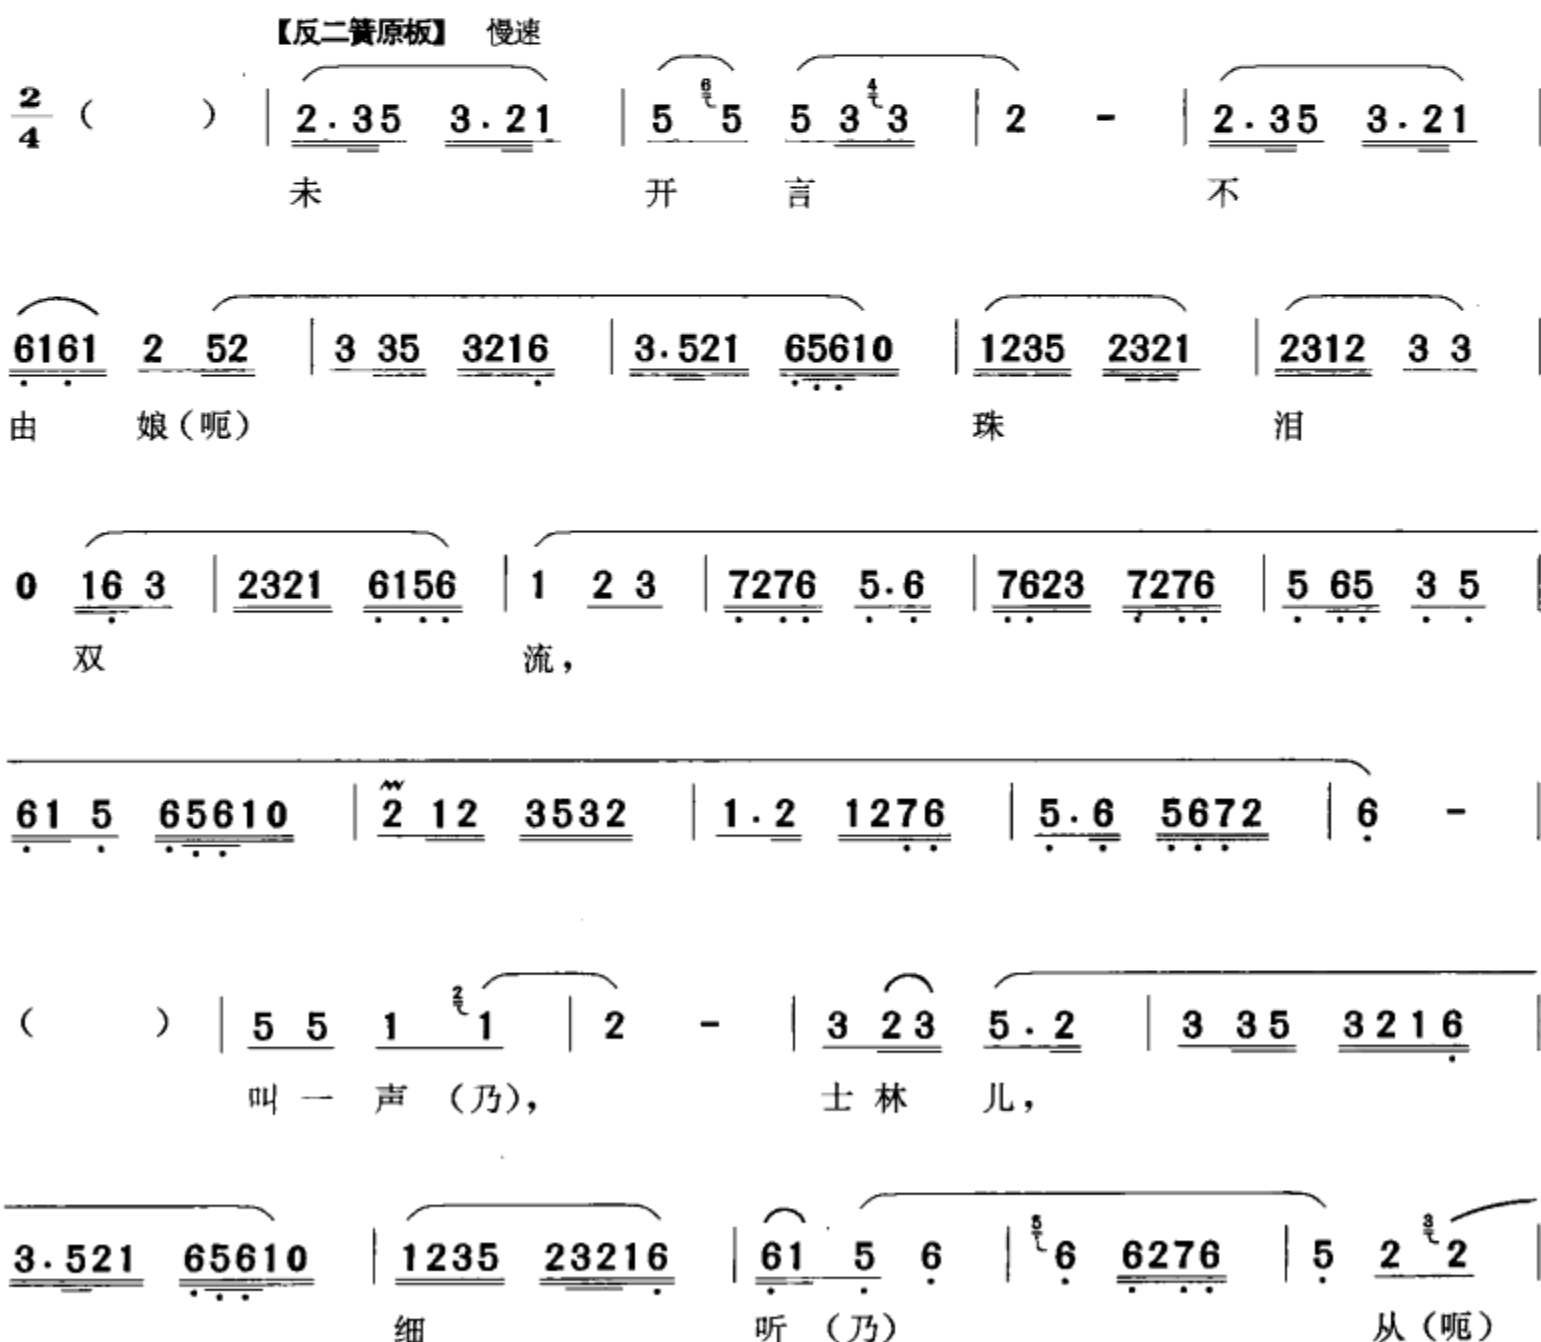 【反二簧原板】 慢速
2/4 ( ) | 2·35 3·21 | 5 6 5 5 3 4 3 | 2 - | 2·35 3·21 |
未 开 言 不
6161 2 52 | 3 35 3216 | 3·521 65610 | 1235 2321 | 2312 3 3 |
由 娘(呃) 珠 泪
0 16 3 | 2321 6156 | 1 2 3 | 7276 5·6 | 7623 7276 | 5 65 3 5 |
双 流,
61 5 65610 | 2 12 3532 | 1·2 1276 | 5·6 5672 | 6 - |
( ) | 5 5 1 2 1 | 2 - | 3 23 5·2 | 3 35 3216 |
叫 一 声 (乃), 士 林 儿,
3·521 65610 | 1235 23216 | 61 5 6 | 5 6 6276 | 5 2 3 2 |
细 听 (乃) 从(呃)